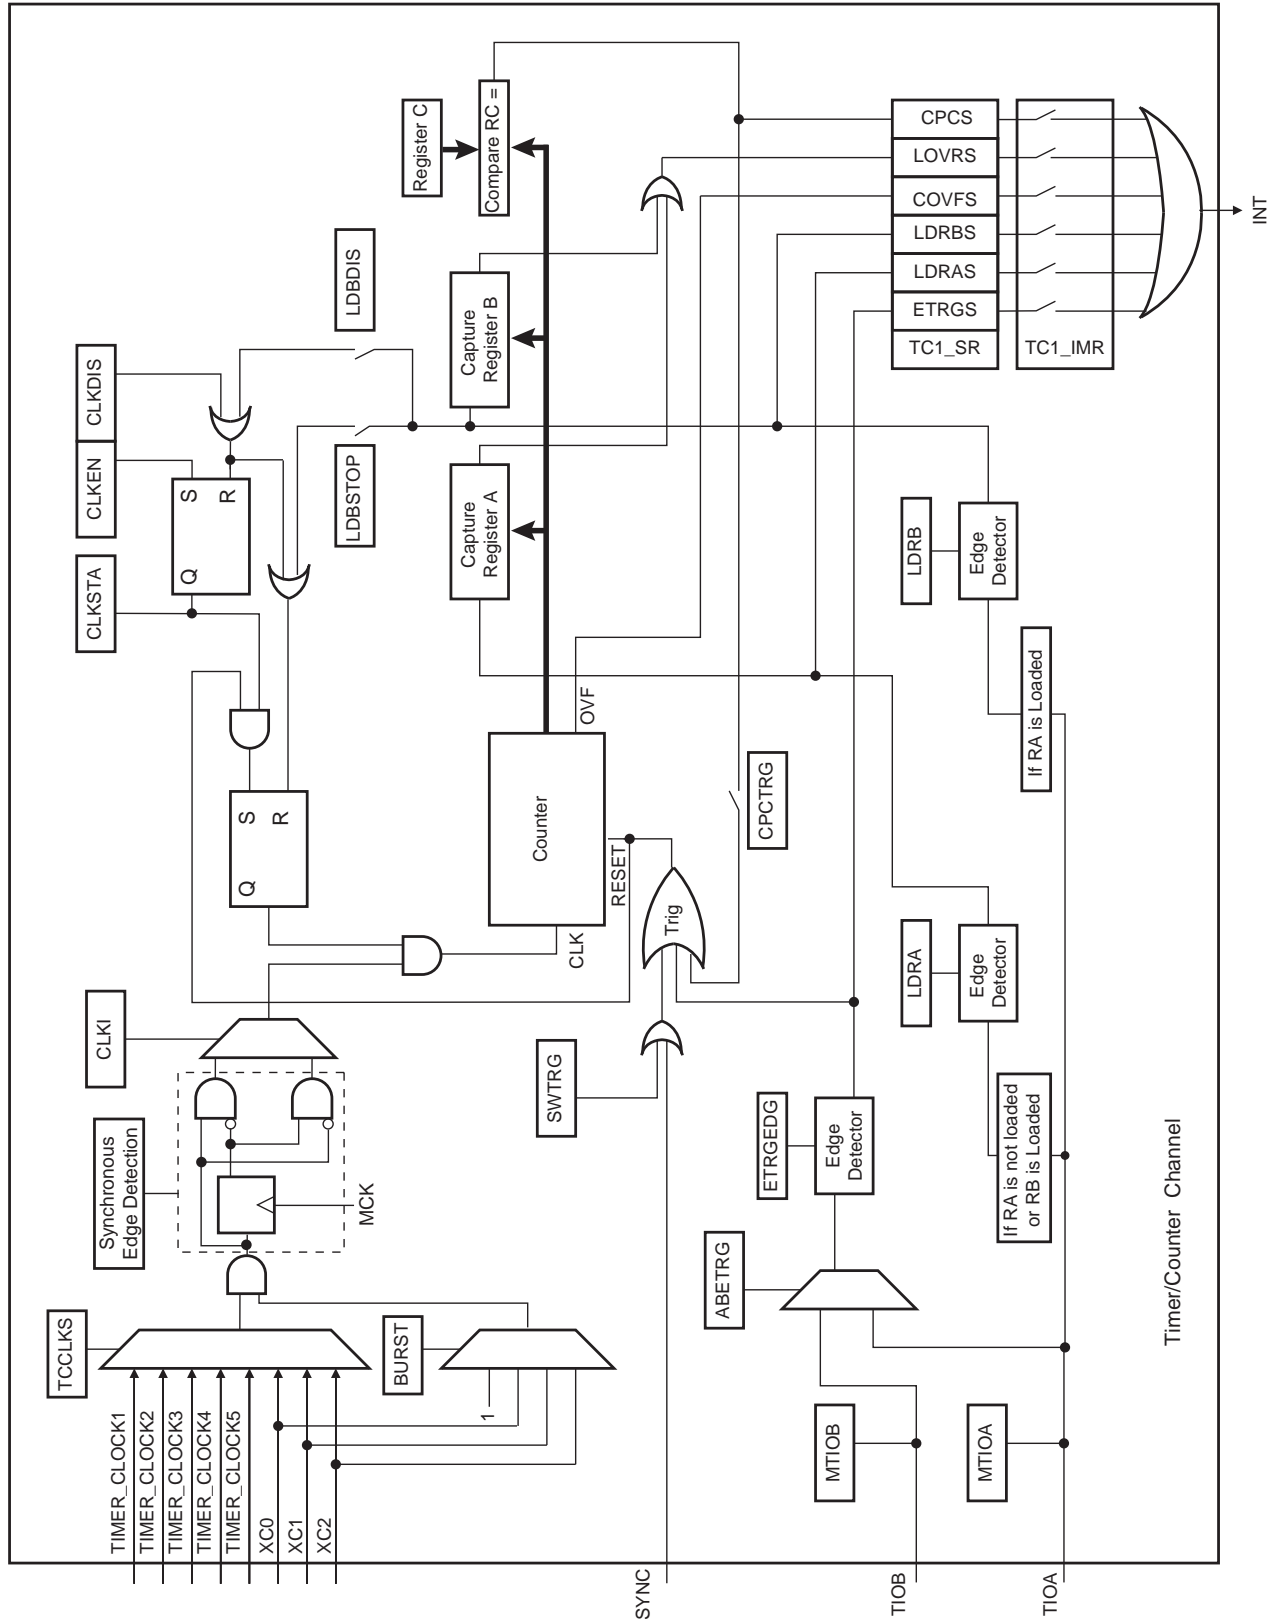 TCCLKS
TIMER_CLOCK1
TIMER_CLOCK2
TIMER_CLOCK3
TIMER_CLOCK4
TIMER_CLOCK5
XC0
XC1
XC2
BURST
1
Synchronous
Edge Detection
MCK
CLKI
CLKSTA
CLKEN
CLKDIS
Q
S
R
Q
S
R
LDBSTOP
LDBDIS
Register C
Capture
Register A
Capture
Register B
Compare RC =
Counter
CLK
OVF
RESET
Trig
SWTRG
SYNC
CPCTRG
ABETRG
ETRGEDG
Edge
Detector
MTIOB
TIOB
MTIOA
TIOA
If RA is not loaded
or RB is Loaded
LDRA
Edge
Detector
If RA is Loaded
LDRB
Edge
Detector
CPCS
LOVRS
COVFS
LDRBS
LDRAS
ETRGS
TC1_SR
TC1_IMR
INT
Timer/Counter Channel